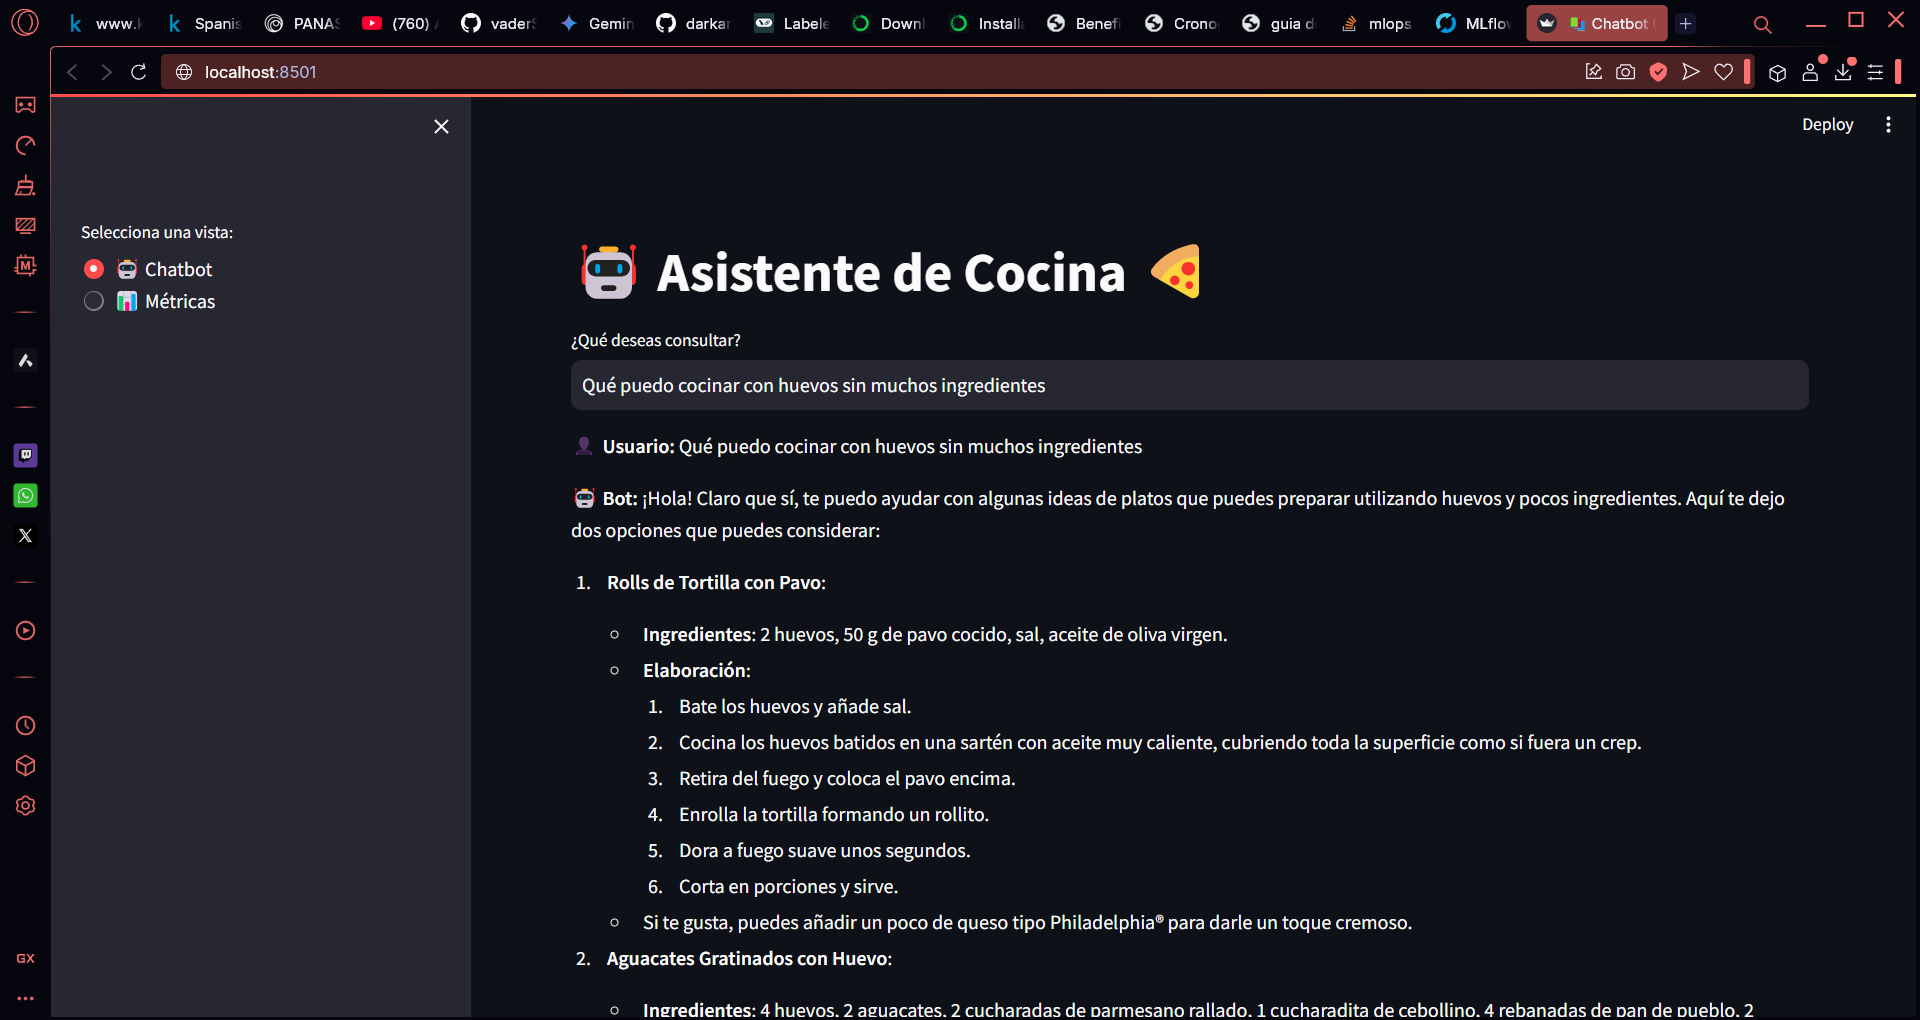 www.k
Spanis
PANAS
(760)
vaderS
Gemin
darkar
Labele
Downl
Installa
Benefi
Crono
guia d
mlops
MLflow
Chatbot
localhost:8501
Deploy
Selecciona una vista:
Chatbot
Métricas
Asistente de Cocina
¿Qué deseas consultar?
Qué puedo cocinar con huevos sin muchos ingredientes
Usuario: Qué puedo cocinar con huevos sin muchos ingredientes
Bot: ¡Hola! Claro que sí, te puedo ayudar con algunas ideas de platos que puedes preparar utilizando huevos y pocos ingredientes. Aquí te dejo
dos opciones que puedes considerar:
1. Rolls de Tortilla con Pavo:
Ingredientes: 2 huevos, 50 g de pavo cocido, sal, aceite de oliva virgen.
Elaboración:
1. Bate los huevos y añade sal.
2. Cocina los huevos batidos en una sartén con aceite muy caliente, cubriendo toda la superficie como si fuera un crep.
3. Retira del fuego y coloca el pavo encima.
4. Enrolla la tortilla formando un rollito.
5. Dora a fuego suave unos segundos.
6. Corta en porciones y sirve.
Si te gusta, puedes añadir un poco de queso tipo Philadelphia® para darle un toque cremoso.
2. Aguacates Gratinados con Huevo:
Ingredientes: 4 huevos, 2 aguacates, 2 cucharadas de parmesano rallado, 1 cucharadita de cebollino, 4 rebanadas de pan de pueblo, 2
GX